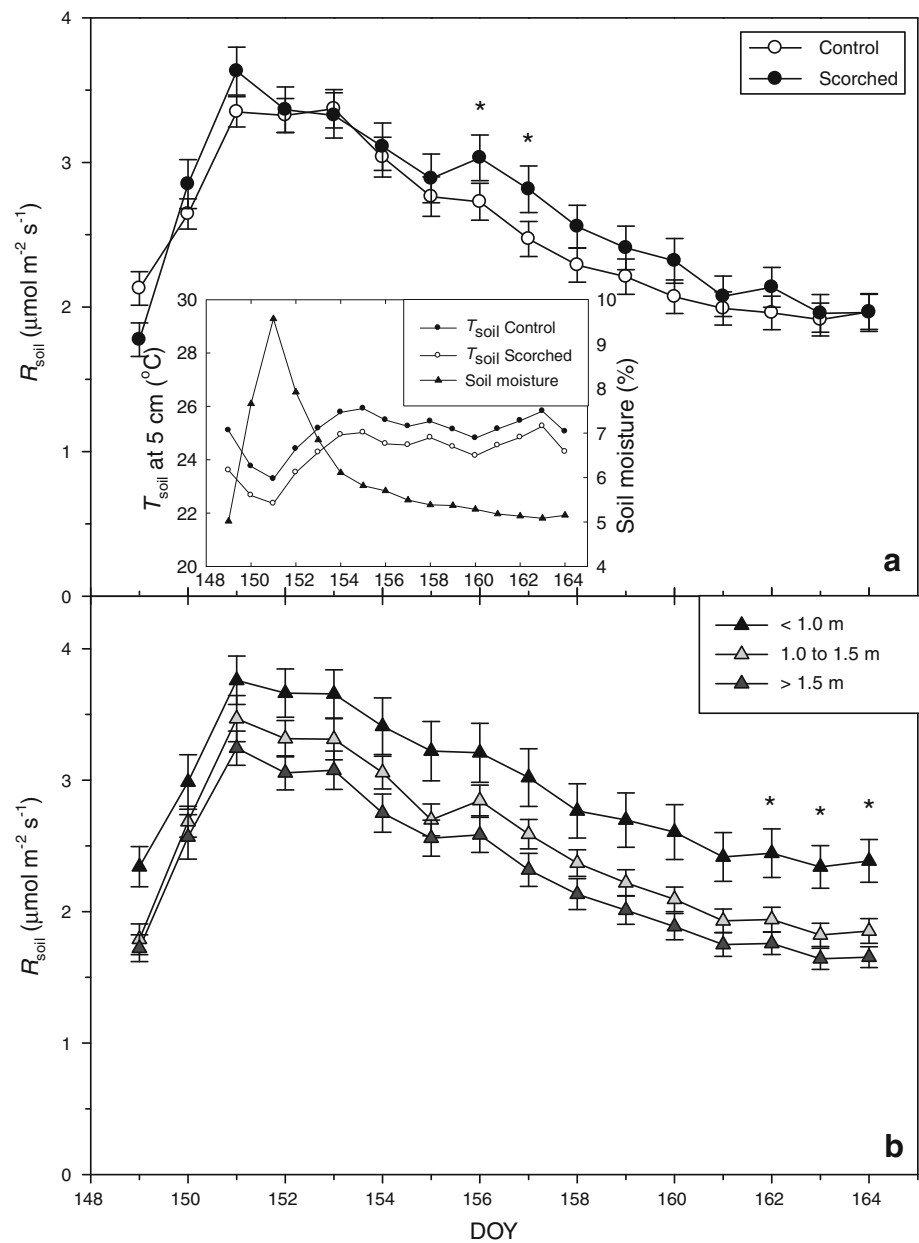 4
3
2
1
0
R_soil (µmol m⁻² s⁻¹)
Control
Scorched
*
*
30
28
26
24
22
20
T_soil at 5 cm (°C)
T_soil Control
T_soil Scorched
Soil moisture
10
9
8
7
6
5
4
Soil moisture (%)
148 150 152 154 156 158 160 162 164
a
4
3
2
1
0
R_soil (µmol m⁻² s⁻¹)
< 1.0 m
1.0 to 1.5 m
> 1.5 m
* * *
b
148 150 152 154 156 158 160 162 164
DOY